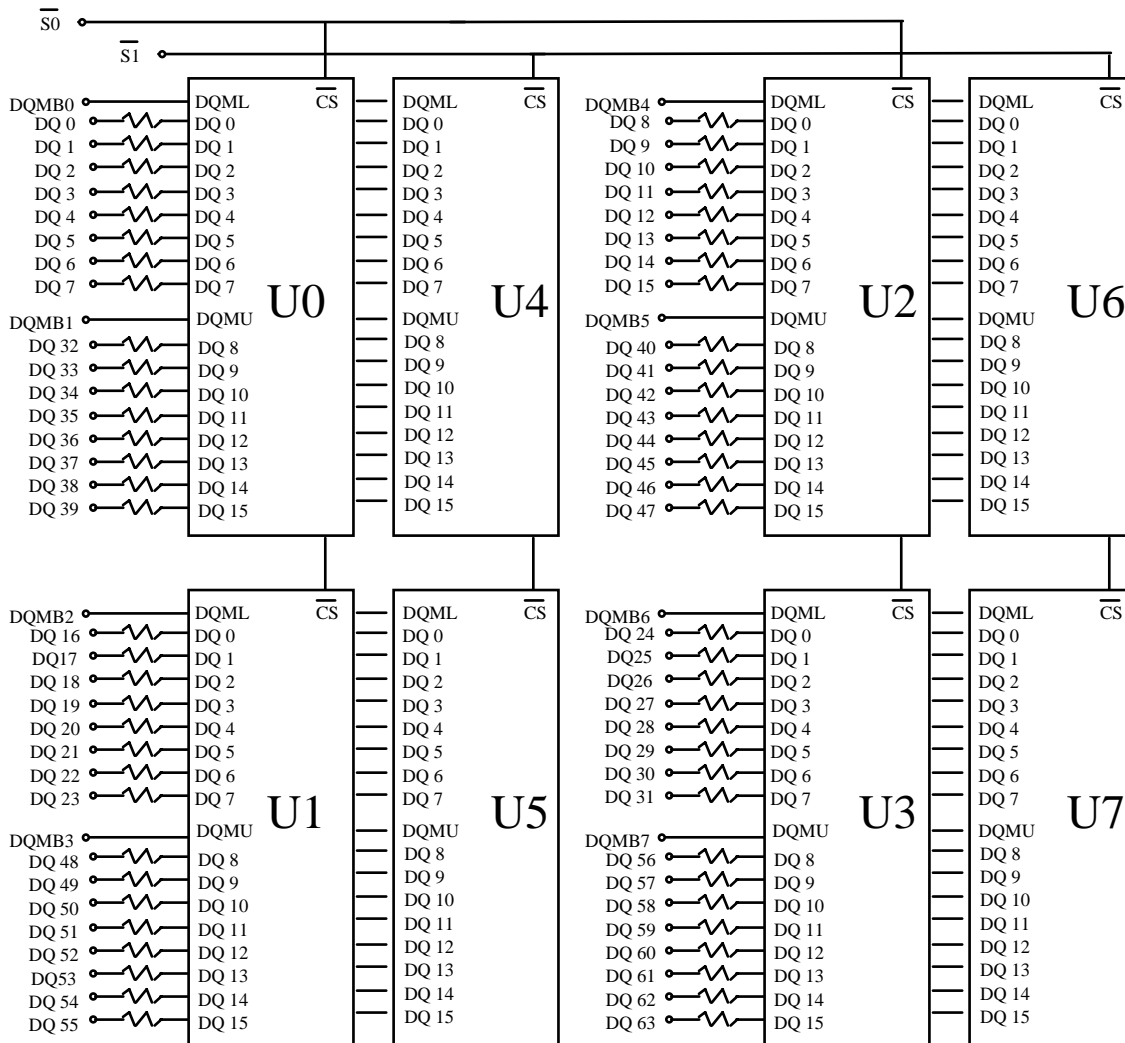 S0
S1
DQMB0 DQML CS DQML CS DQMB4 DQML CS DQML CS
DQ 0 DQ 0 DQ 0 DQ 8 DQ 0 DQ 0
DQ 1 DQ 1 DQ 1 DQ 9 DQ 1 DQ 1
DQ 2 DQ 2 DQ 2 DQ 10 DQ 2 DQ 2
DQ 3 DQ 3 DQ 3 DQ 11 DQ 3 DQ 3
DQ 4 DQ 4 DQ 4 DQ 12 DQ 4 DQ 4
DQ 5 DQ 5 DQ 5 DQ 13 DQ 5 DQ 5
DQ 6 DQ 6 DQ 6 DQ 14 DQ 6 DQ 6
DQ 7 DQ 7 DQ 7 DQ 15 DQ 7 DQ 7
U0 U4 U2 U6
DQMB1 DQMU DQMU DQMB5 DQMU DQMU
DQ 32 DQ 8 DQ 8 DQ 40 DQ 8 DQ 8
DQ 33 DQ 9 DQ 9 DQ 41 DQ 9 DQ 9
DQ 34 DQ 10 DQ 10 DQ 42 DQ 10 DQ 10
DQ 35 DQ 11 DQ 11 DQ 43 DQ 11 DQ 11
DQ 36 DQ 12 DQ 12 DQ 44 DQ 12 DQ 12
DQ 37 DQ 13 DQ 13 DQ 45 DQ 13 DQ 13
DQ 38 DQ 14 DQ 14 DQ 46 DQ 14 DQ 14
DQ 39 DQ 15 DQ 15 DQ 47 DQ 15 DQ 15
DQMB2 DQML CS DQML CS DQMB6 DQML CS DQML CS
DQ 16 DQ 0 DQ 0 DQ 24 DQ 0 DQ 0
DQ17 DQ 1 DQ 1 DQ25 DQ 1 DQ 1
DQ 18 DQ 2 DQ 2 DQ26 DQ 2 DQ 2
DQ 19 DQ 3 DQ 3 DQ 27 DQ 3 DQ 3
DQ 20 DQ 4 DQ 4 DQ 28 DQ 4 DQ 4
DQ 21 DQ 5 DQ 5 DQ 29 DQ 5 DQ 5
DQ 22 DQ 6 DQ 6 DQ 30 DQ 6 DQ 6
DQ 23 DQ 7 DQ 7 DQ 31 DQ 7 DQ 7
U1 U5 U3 U7
DQMB3 DQMU DQMU DQMB7 DQMU DQMU
DQ 48 DQ 8 DQ 8 DQ 56 DQ 8 DQ 8
DQ 49 DQ 9 DQ 9 DQ 57 DQ 9 DQ 9
DQ 50 DQ 10 DQ 10 DQ 58 DQ 10 DQ 10
DQ 51 DQ 11 DQ 11 DQ 59 DQ 11 DQ 11
DQ 52 DQ 12 DQ 12 DQ 60 DQ 12 DQ 12
DQ53 DQ 13 DQ 13 DQ 61 DQ 13 DQ 13
DQ 54 DQ 14 DQ 14 DQ 62 DQ 14 DQ 14
DQ 55 DQ 15 DQ 15 DQ 63 DQ 15 DQ 15